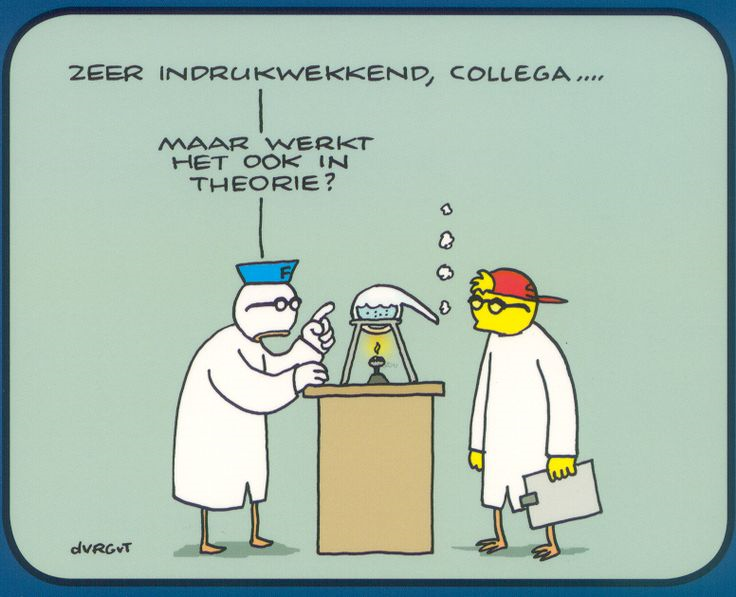 ZEER INDRUKWEKKEND, COLLEGA....
MAAR WERKT
HET OOK IN
THEORIE?
F
dVRGvT